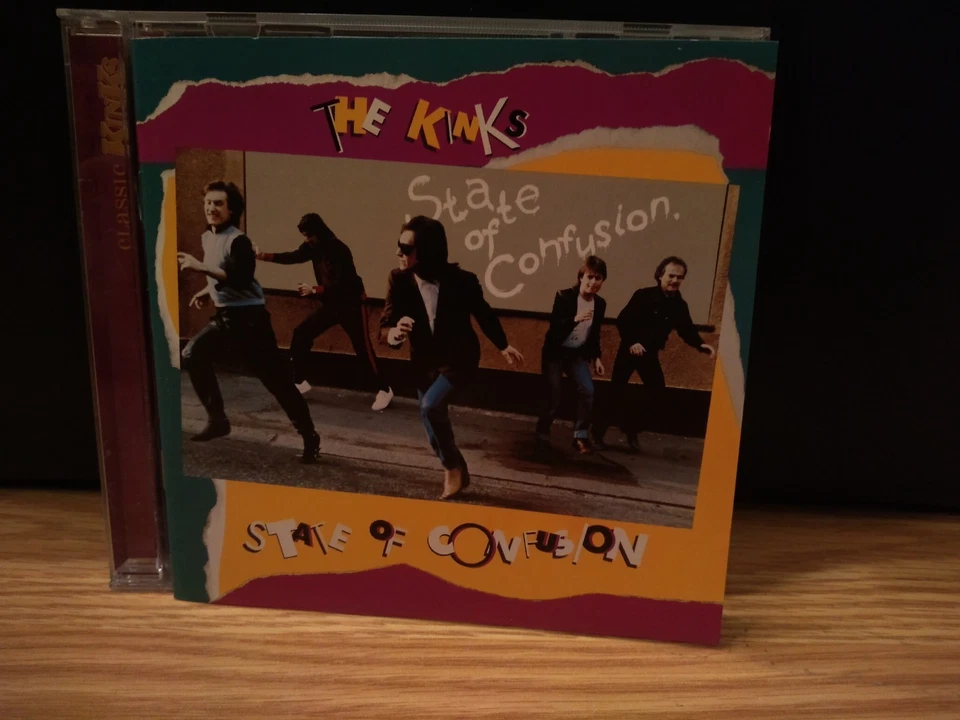 classic KINKS
THE KINKS
State
of
Confusion.
STATE OF CONFUSION